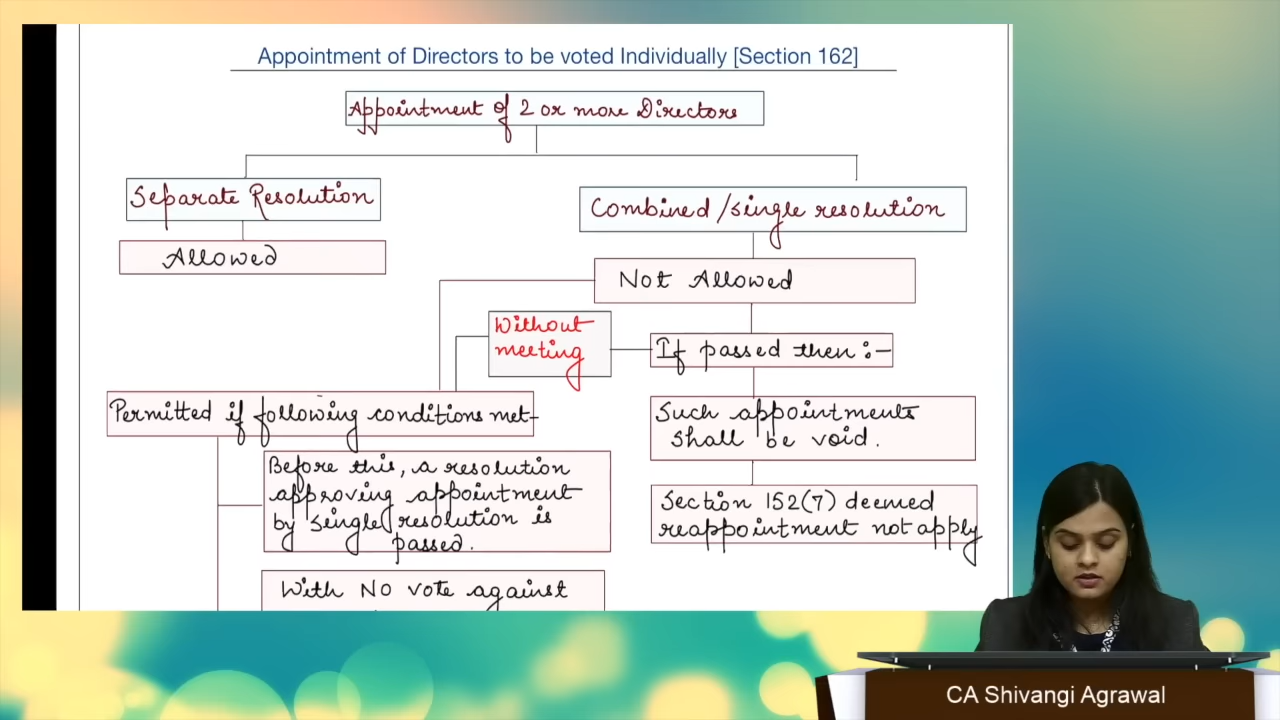 Appointment of Directors to be voted Individually [Section 162]
Appointment of 2 or more Directors
Separate Resolution
Combined/single resolution
Allowed
Not Allowed
Without
meeting
If passed then:-
Permitted if following conditions met-
Such appointments
shall be void.
Before this, a resolution
approving appointment
by single resolution is
passed.
Section 152(7) deemed
reappointment not apply
With NO vote against
CA Shivangi Agrawal